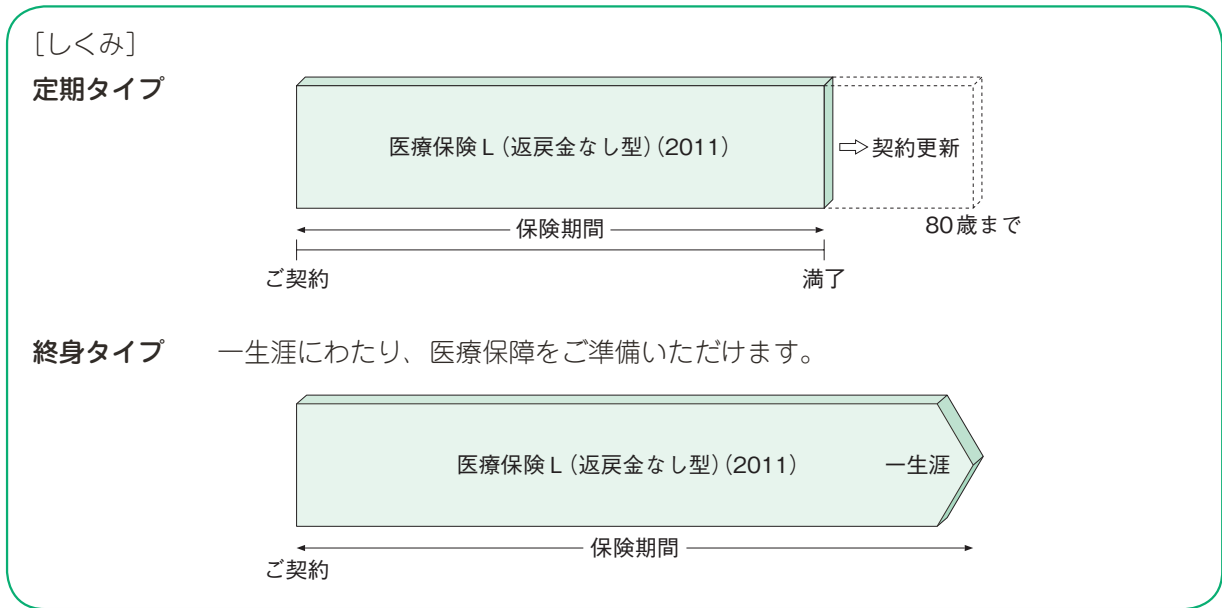 ［しくみ］
定期タイプ
医療保険L（返戻金なし型）（2011）
⇨契約更新
保険期間
80歳まで
ご契約
満了
終身タイプ　一生涯にわたり、医療保障をご準備いただけます。
医療保険L（返戻金なし型）（2011）　一生涯
保険期間
ご契約